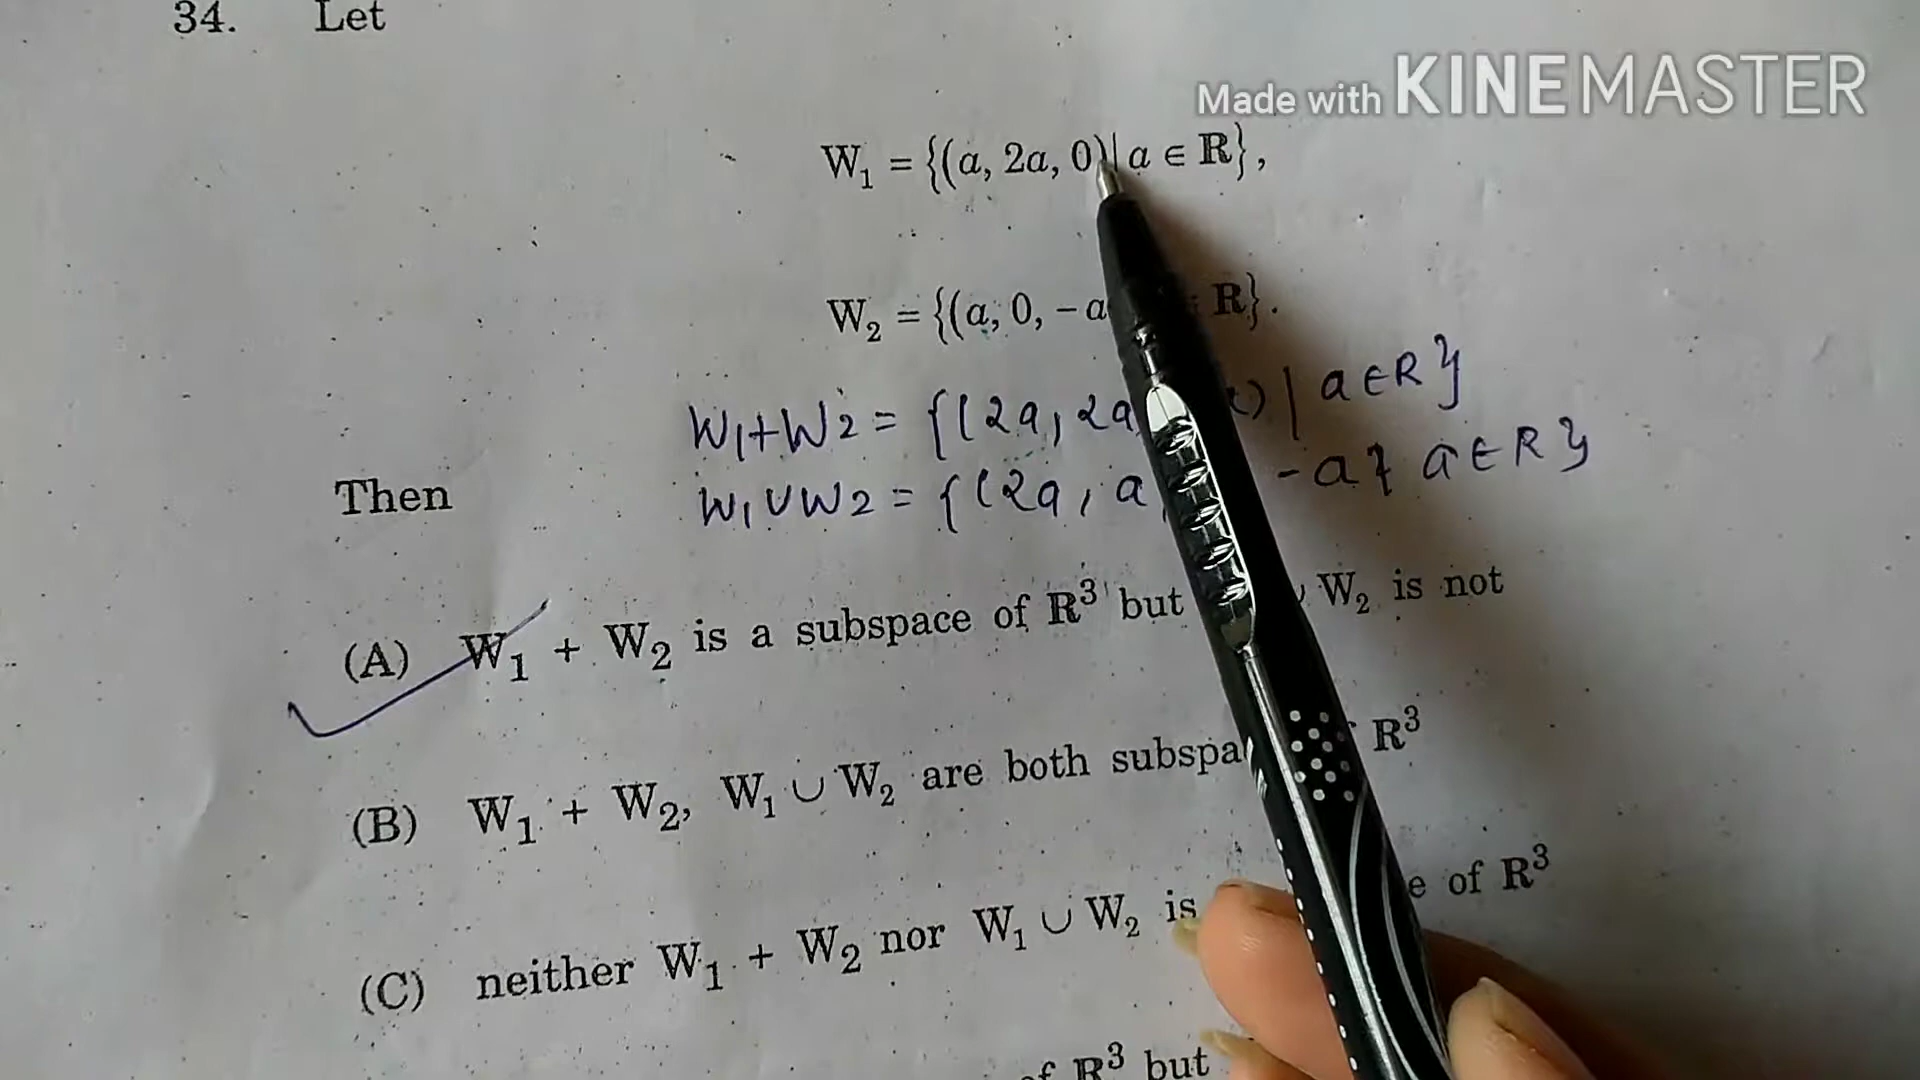 34. Let
Made with KINEMASTER
W₁ = {(a, 2a, 0)| a ∈ ℝ},
W₂ = {(a, 0, – a R}.
W₁+W₂ = {(2a, 2a ) | a ∈ R}
Then
W₁∪W₂ = {(2a, a, -a} a ∈ R}
(A) W₁ + W₂ is a subspace of ℝ³ but W₂ is not
(B) W₁ + W₂, W₁ ∪ W₂ are both R³
(C) neither W₁ + W₂ nor W₁ ∪ W₂ is of R³
of R³ but